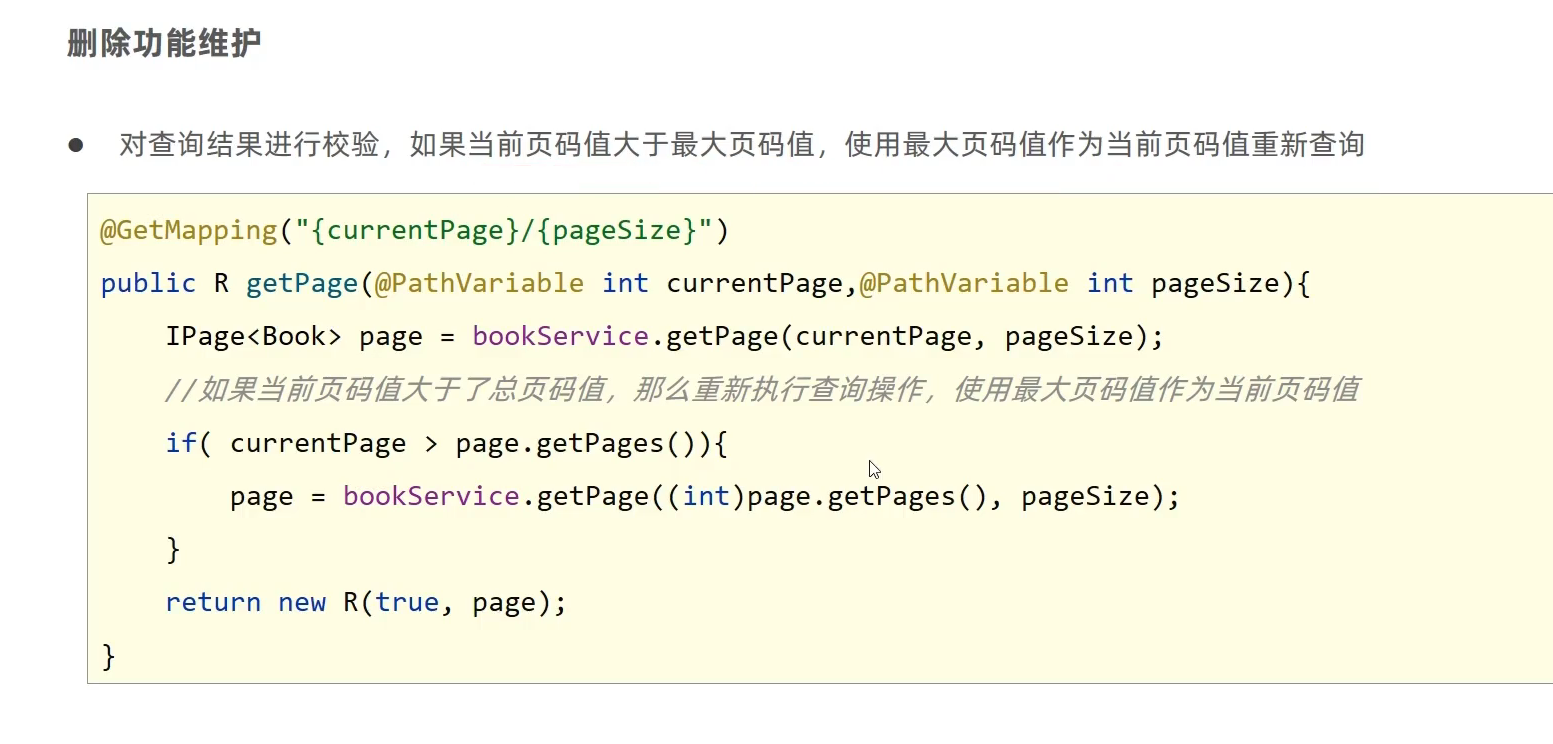 删除功能维护
● 对查询结果进行校验，如果当前页码值大于最大页码值，使用最大页码值作为当前页码值重新查询
@GetMapping("{currentPage}/{pageSize}")
public R getPage(@PathVariable int currentPage,@PathVariable int pageSize){
    IPage<Book> page = bookService.getPage(currentPage, pageSize);
    //如果当前页码值大于了总页码值，那么重新执行查询操作，使用最大页码值作为当前页码值
    if( currentPage > page.getPages()){
        page = bookService.getPage((int)page.getPages(), pageSize);
    }
    return new R(true, page);
}